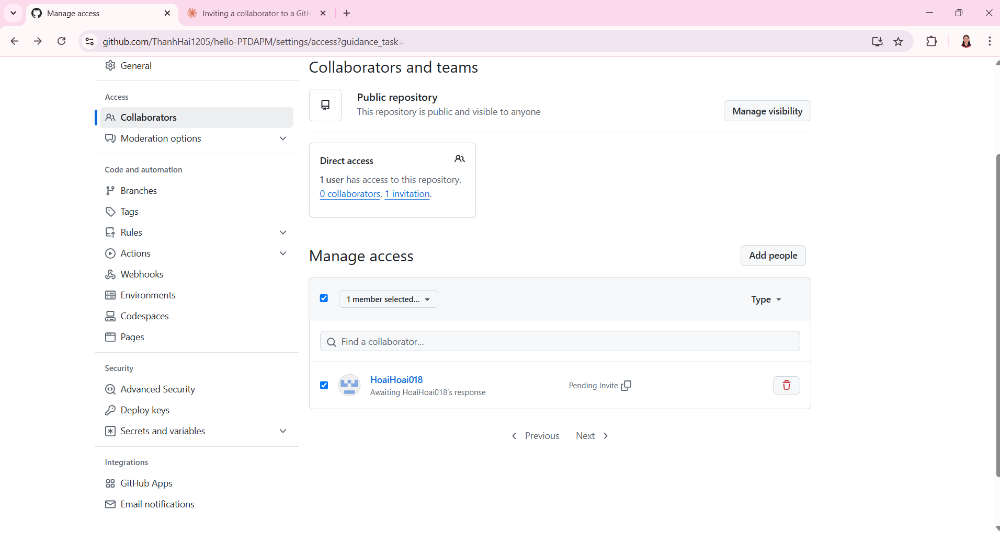 Manage access
Inviting a collaborator to a GitH
github.com/ThanhHai1205/hello-PTDAPM/settings/access?guidance_task=
General
Access
Collaborators
Moderation options
Code and automation
Branches
Tags
Rules
Actions
Webhooks
Environments
Codespaces
Pages
Security
Advanced Security
Deploy keys
Secrets and variables
Integrations
GitHub Apps
Email notifications
Collaborators and teams
Public repository
This repository is public and visible to anyone
Manage visibility
Direct access
1 user has access to this repository.
0 collaborators. 1 invitation.
Manage access
Add people
1 member selected...
Type
Find a collaborator...
HoaiHoai018
Awaiting HoaiHoai018's response
Pending Invite
Previous Next